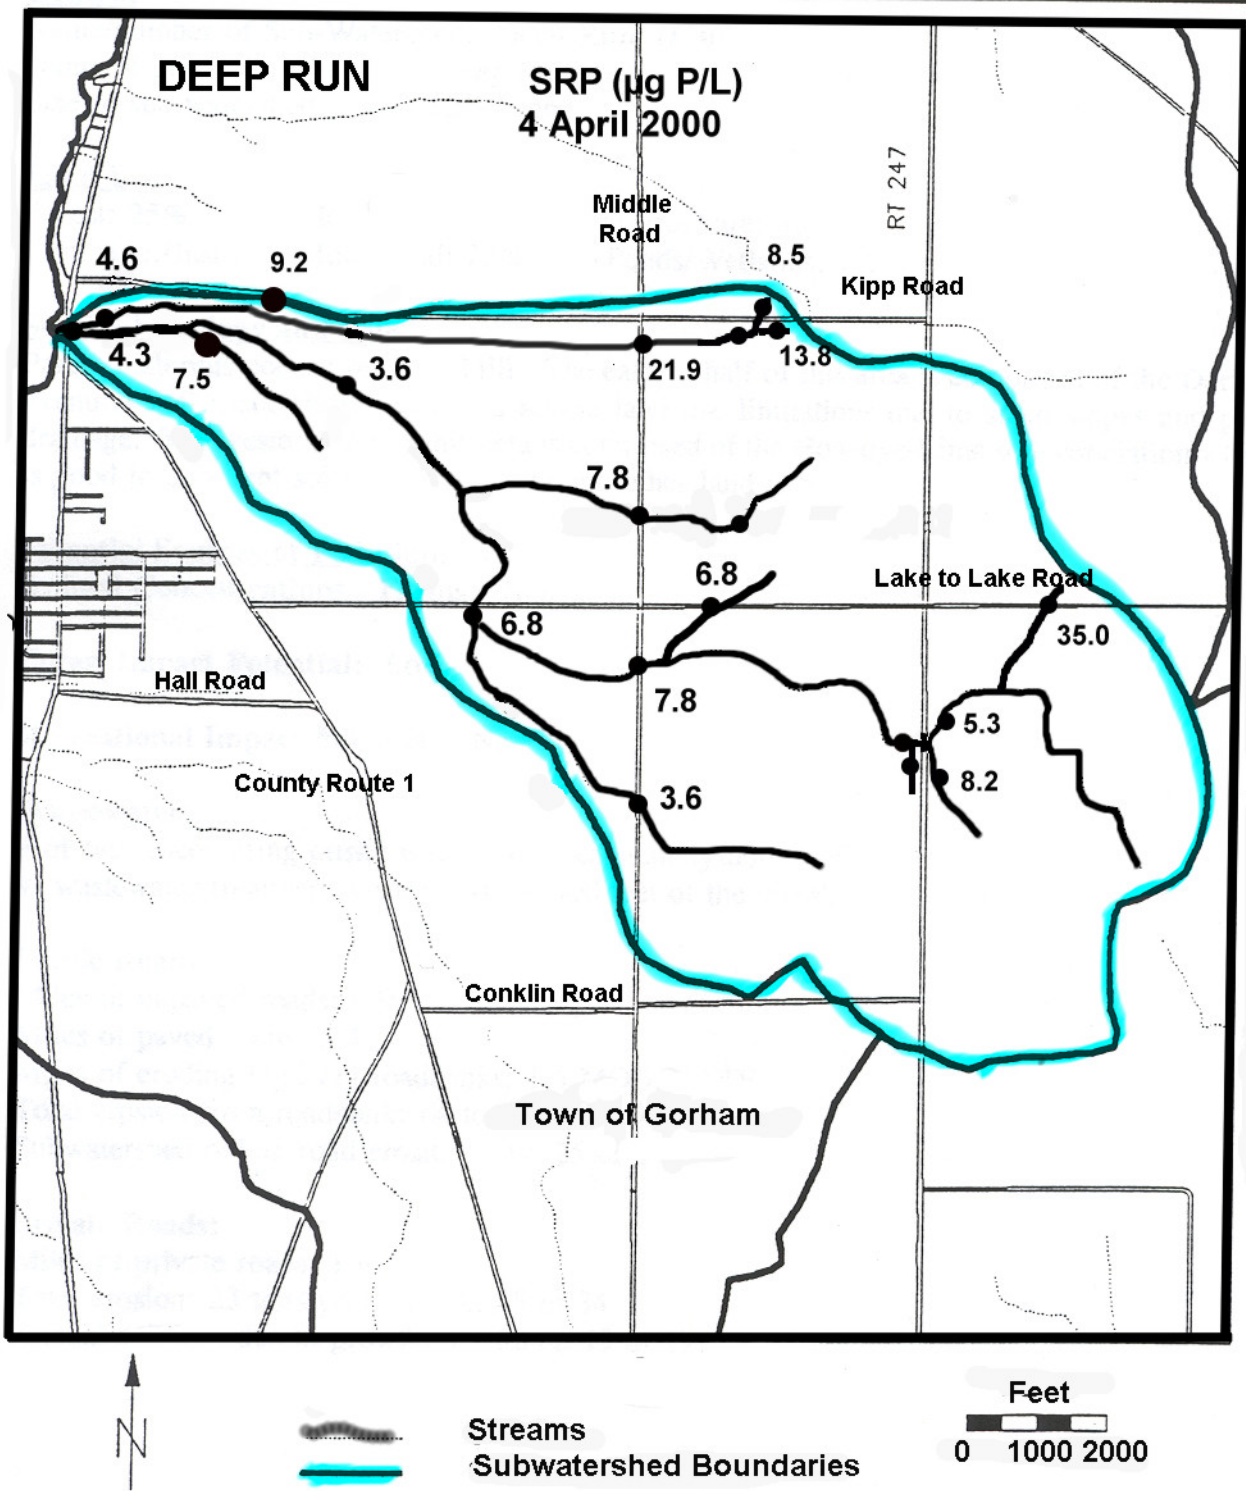 DEEP RUN
SRP (µg P/L)
4 April 2000
RT 247
Middle
Road
4.6
9.2
8.5
Kipp Road
4.3
7.5
3.6
21.9
13.8
7.8
6.8
Lake to Lake Road
6.8
35.0
Hall Road
7.8
5.3
County Route 1
8.2
3.6
Conklin Road
Town of Gorham
N
Streams
Subwatershed Boundaries
Feet
0 1000 2000